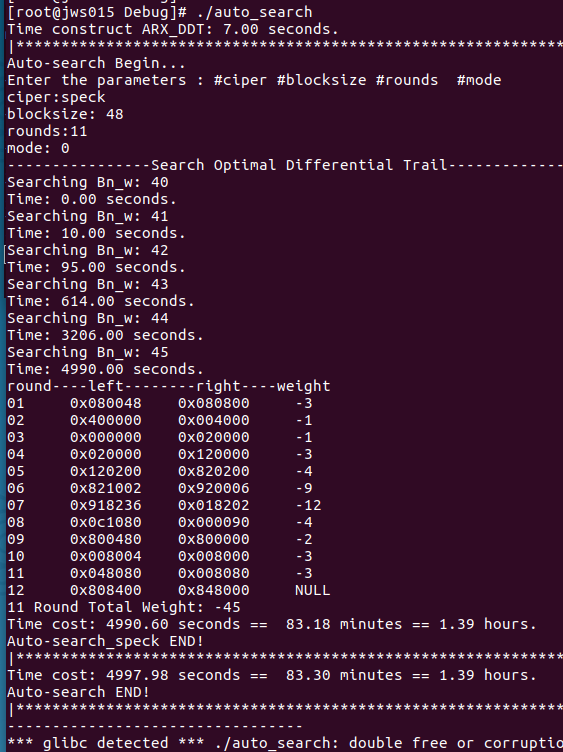 [root@jws015 Debug]# ./auto_search
Time construct ARX_DDT: 7.00 seconds.
|*************************************************************
Auto-search Begin...
Enter the parameters : #ciper #blocksize #rounds  #mode
ciper:speck
blocksize: 48
rounds:11
mode: 0
----------------Search Optimal Differential Trail-------------
Searching Bn_w: 40
Time: 0.00 seconds.
Searching Bn_w: 41
Time: 10.00 seconds.
Searching Bn_w: 42
Time: 95.00 seconds.
Searching Bn_w: 43
Time: 614.00 seconds.
Searching Bn_w: 44
Time: 3206.00 seconds.
Searching Bn_w: 45
Time: 4990.00 seconds.
round----left--------right----weight
01     0x080048    0x080800     -3
02     0x400000    0x004000     -1
03     0x000000    0x020000     -1
04     0x020000    0x120000     -3
05     0x120200    0x820200     -4
06     0x821002    0x920006     -9
07     0x918236    0x018202     -12
08     0x0c1080    0x000090     -4
09     0x800480    0x800000     -2
10     0x008004    0x008000     -3
11     0x048080    0x008080     -3
12     0x808400    0x848000     NULL
11 Round Total Weight: -45
Time cost: 4990.60 seconds ==  83.18 minutes == 1.39 hours.
Auto-search_speck END!
|*************************************************************
Time cost: 4997.98 seconds ==  83.30 minutes == 1.39 hours.
Auto-search END!
|*************************************************************
---------------------------------
*** glibc detected *** ./auto_search: double free or corruptio